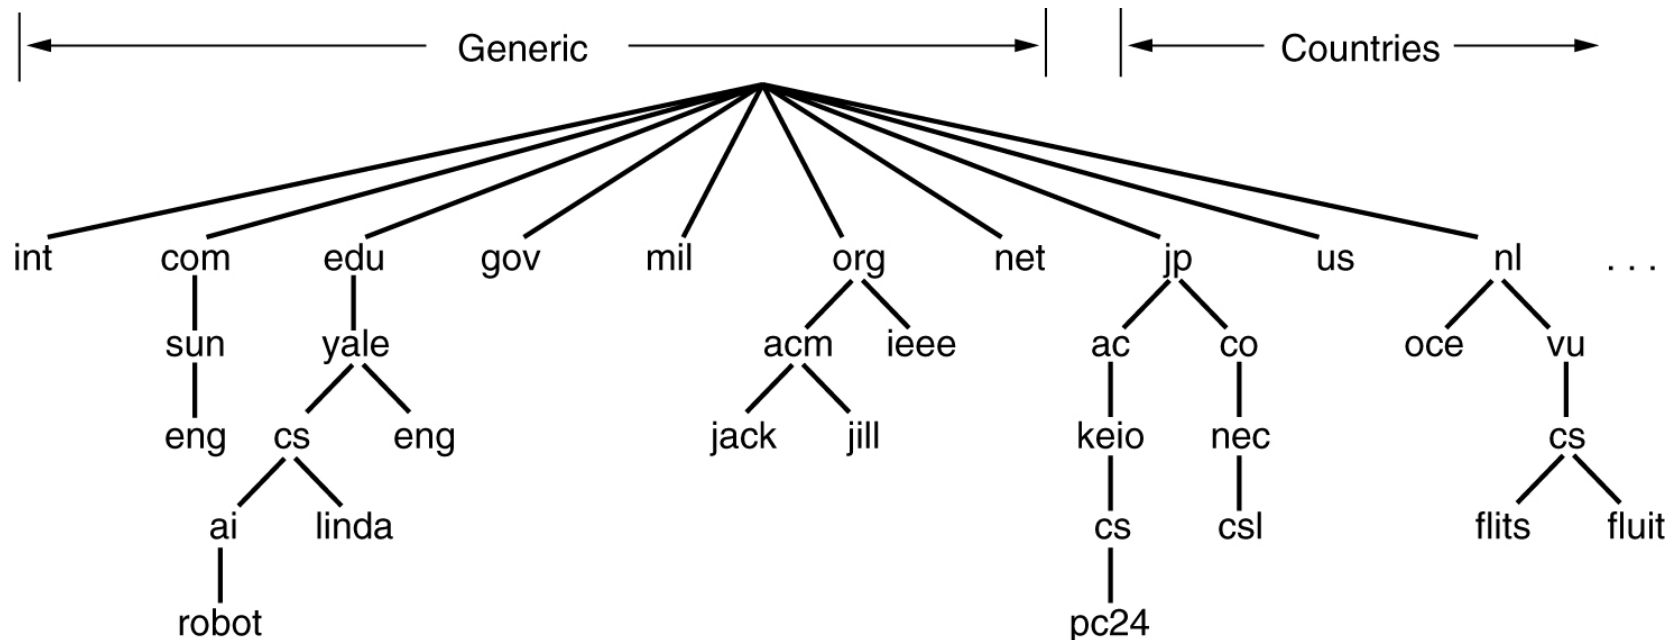 Generic Countries
int com edu gov mil org net jp us nl . . .
sun yale acm ieee ac co oce vu
eng cs eng jack jill keio nec cs
ai linda cs csl flits fluit
robot pc24